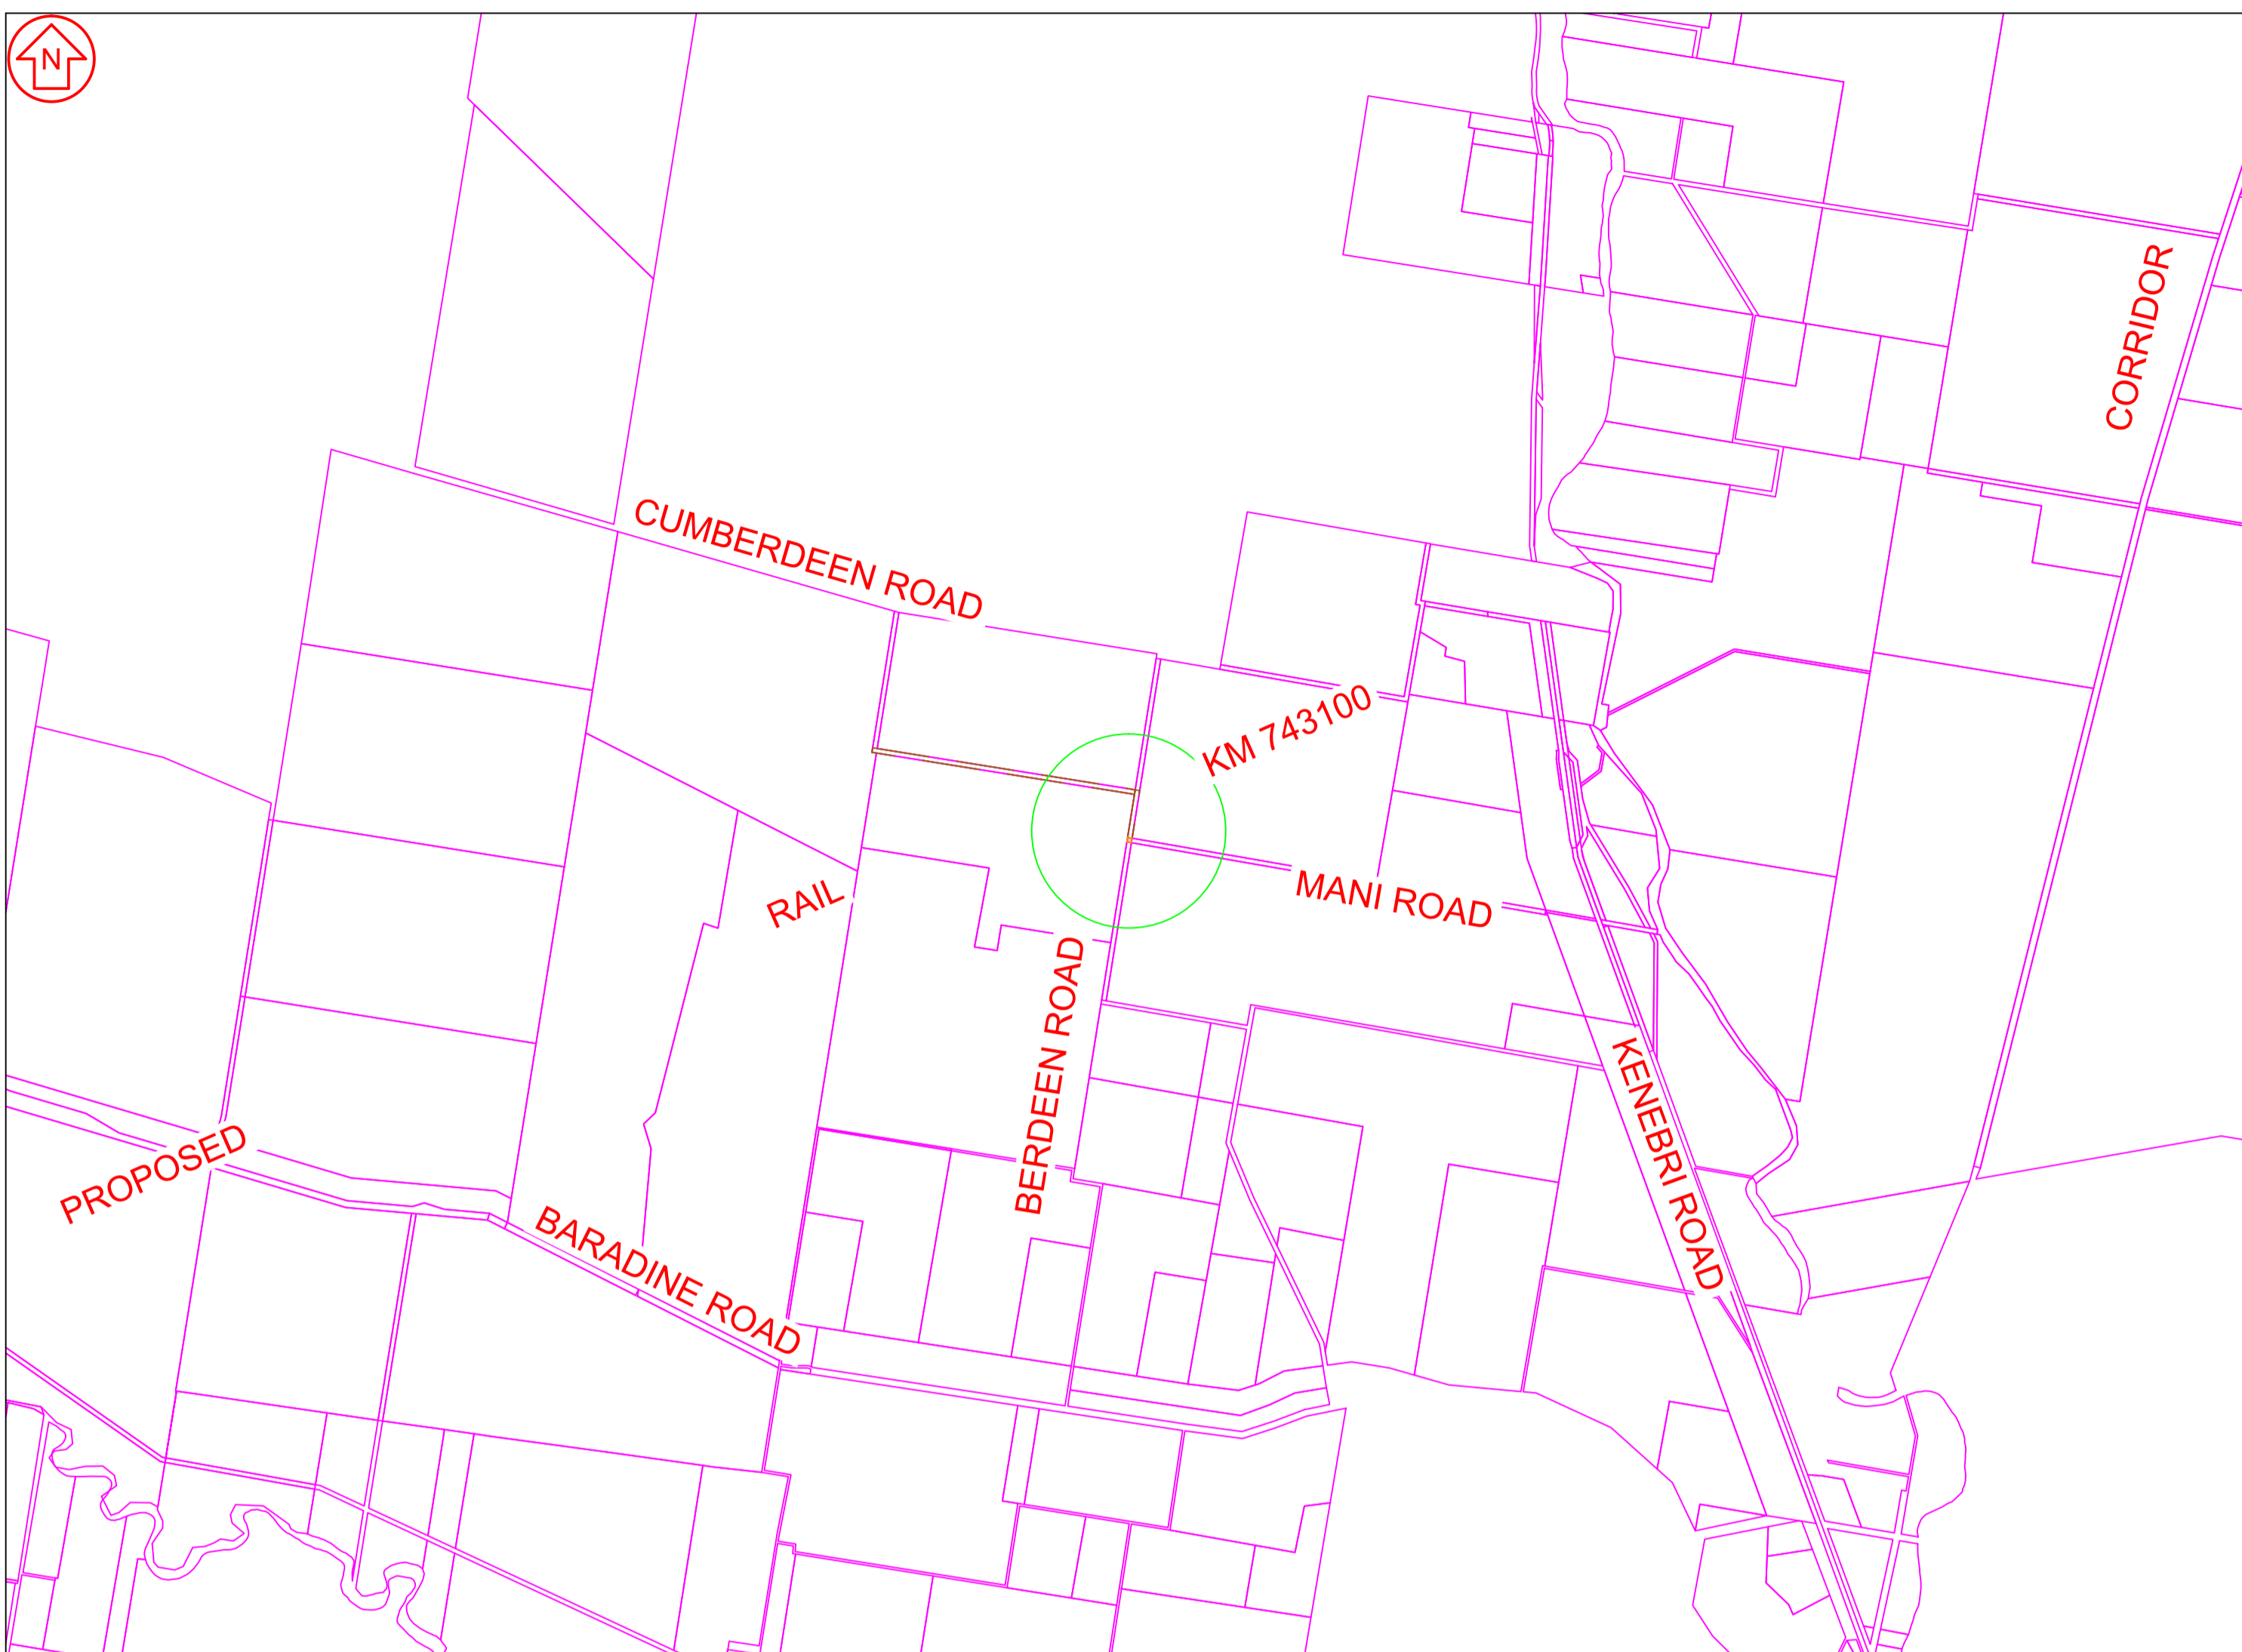 N
CORRIDOR
CUMBERDEEN ROAD
KM 743100
RAIL
MANI ROAD
BERDEEN ROAD
KENEBRI ROAD
PROPOSED
BARADINE ROAD